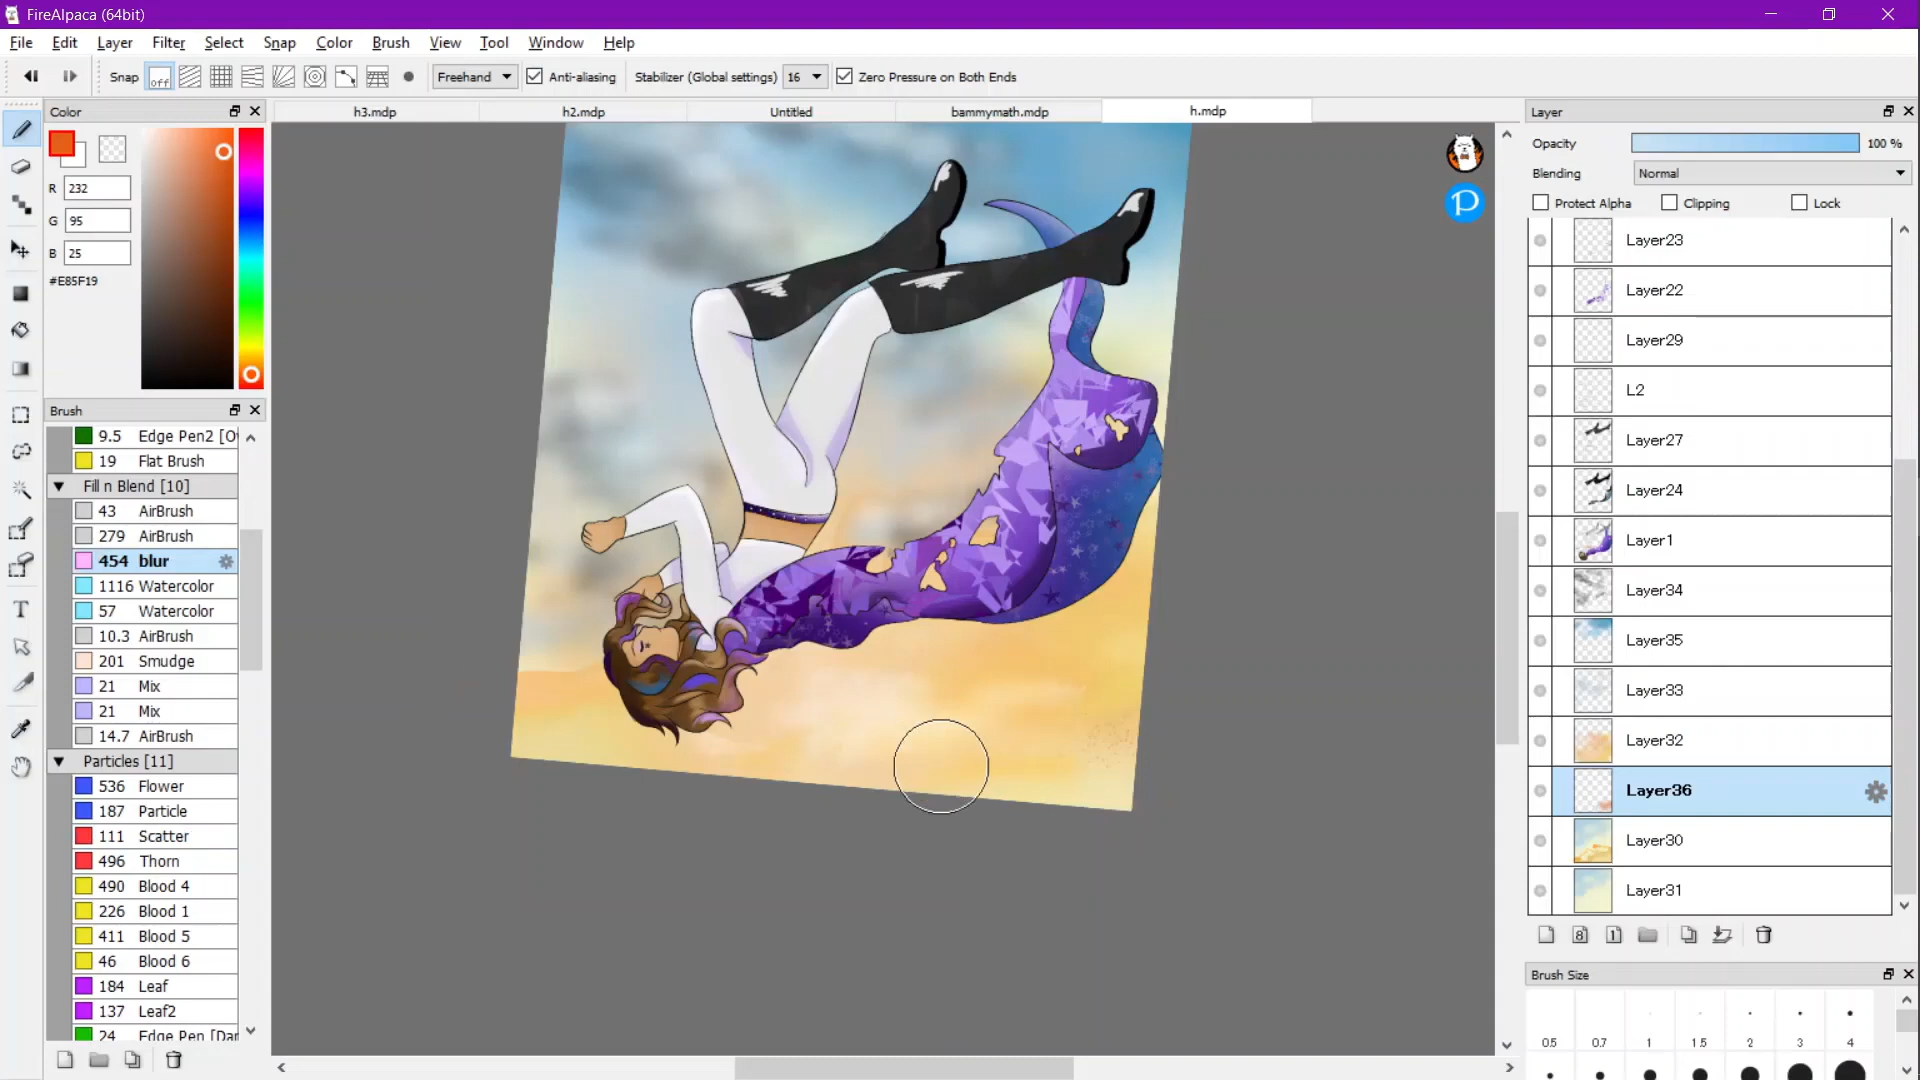 FireAlpaca (64bit)
File Edit Layer Filter Select Snap Color Brush View Tool Window Help
Snap off Freehand Anti-aliasing Stabilizer (Global settings) 16 Zero Pressure on Both Ends
Color
R 232
G 95
B 25
#E85F19
Brush
9.5 Edge Pen2 [O
19 Flat Brush
Fill n Blend [10]
43 AirBrush
279 AirBrush
454 blur
1116 Watercolor
57 Watercolor
10.3 AirBrush
201 Smudge
21 Mix
21 Mix
14.7 AirBrush
Particles [11]
536 Flower
187 Particle
111 Scatter
496 Thorn
490 Blood 4
226 Blood 1
411 Blood 5
46 Blood 6
184 Leaf
137 Leaf2
24 Edge Pen [Dar
h3.mdp h2.mdp Untitled bammymath.mdp h.mdp
P
Layer
Opacity 100 %
Blending Normal
Protect Alpha Clipping Lock
Layer23
Layer22
Layer29
L2
Layer27
Layer24
Layer1
Layer34
Layer35
Layer33
Layer32
Layer36
Layer30
Layer31
8 1
Brush Size
0.5 0.7 1 1.5 2 3 4